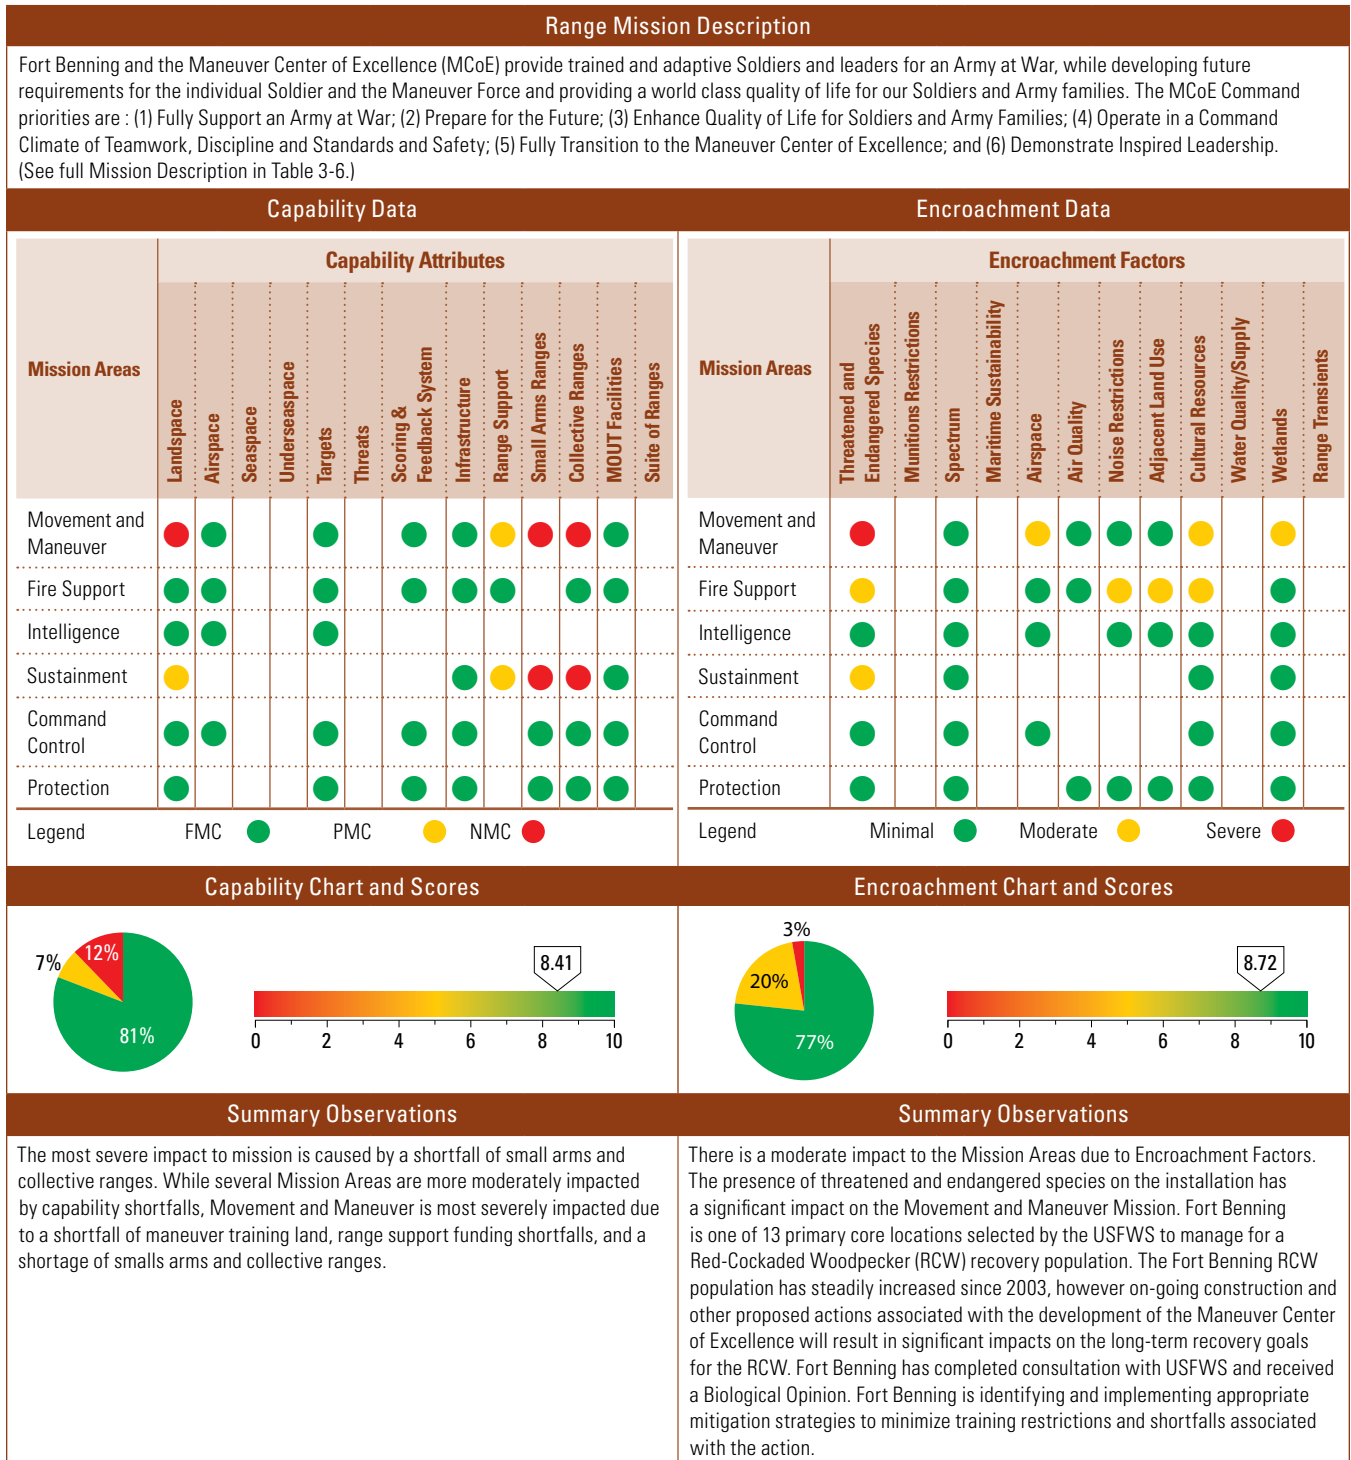 Range Mission Description
Fort Benning and the Maneuver Center of Excellence (MCoE) provide trained and adaptive Soldiers and leaders for an Army at War, while developing future
requirements for the individual Soldier and the Maneuver Force and providing a world class quality of life for our Soldiers and Army families. The MCoE Command
priorities are : (1) Fully Support an Army at War; (2) Prepare for the Future; (3) Enhance Quality of Life for Soldiers and Army Families; (4) Operate in a Command
Climate of Teamwork, Discipline and Standards and Safety; (5) Fully Transition to the Maneuver Center of Excellence; and (6) Demonstrate Inspired Leadership.
(See full Mission Description in Table 3-6.)
Capability Data
Mission Areas
Capability Attributes
Landspace
Airspace
Seaspace
Underseaspace
Targets
Threats
Scoring &
Feedback System
Infrastructure
Range Support
Small Arms Ranges
Collective Ranges
MOUT Facilities
Suite of Ranges
Movement and
Maneuver
Fire Support
Intelligence
Sustainment
Command
Control
Protection
Legend FMC PMC NMC
Encroachment Data
Mission Areas
Encroachment Factors
Threatened and
Endangered Species
Munitions Restrictions
Spectrum
Maritime Sustainability
Airspace
Air Quality
Noise Restrictions
Adjacent Land Use
Cultural Resources
Water Quality/Supply
Wetlands
Range Transients
Movement and
Maneuver
Fire Support
Intelligence
Sustainment
Command
Control
Protection
Legend Minimal Moderate Severe
Capability Chart and Scores
7%
12%
81%
8.41
0 2 4 6 8 10
Encroachment Chart and Scores
3%
20%
77%
8.72
0 2 4 6 8 10
Summary Observations
The most severe impact to mission is caused by a shortfall of small arms and
collective ranges. While several Mission Areas are more moderately impacted
by capability shortfalls, Movement and Maneuver is most severely impacted due
to a shortfall of maneuver training land, range support funding shortfalls, and a
shortage of smalls arms and collective ranges.
Summary Observations
There is a moderate impact to the Mission Areas due to Encroachment Factors.
The presence of threatened and endangered species on the installation has
a significant impact on the Movement and Maneuver Mission. Fort Benning
is one of 13 primary core locations selected by the USFWS to manage for a
Red-Cockaded Woodpecker (RCW) recovery population. The Fort Benning RCW
population has steadily increased since 2003, however on-going construction and
other proposed actions associated with the development of the Maneuver Center
of Excellence will result in significant impacts on the long-term recovery goals
for the RCW. Fort Benning has completed consultation with USFWS and received
a Biological Opinion. Fort Benning is identifying and implementing appropriate
mitigation strategies to minimize training restrictions and shortfalls associated
with the action.